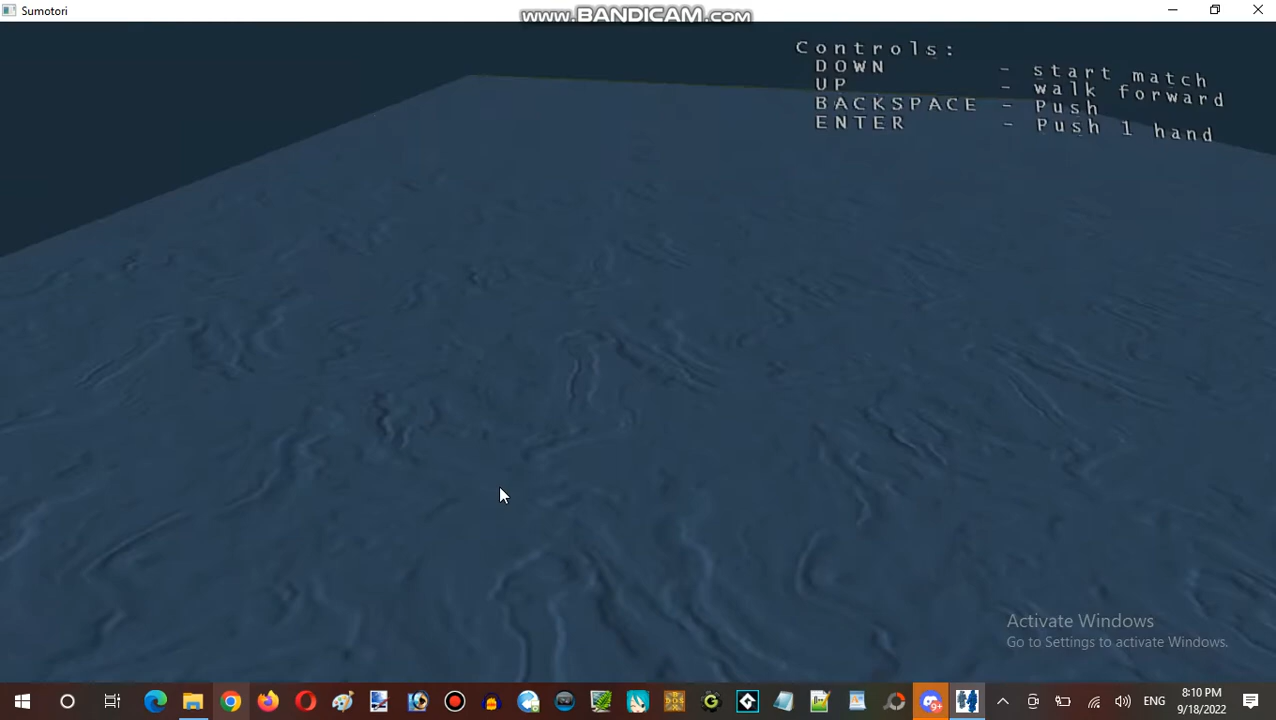 Sumotori
www.BANDICAM.com
Controls:
DOWN - start match
UP - walk forward
BACKSPACE - Push
ENTER - Push 1 hand
Activate Windows
Go to Settings to activate Windows.
9+
ENG
8:10 PM
9/18/2022